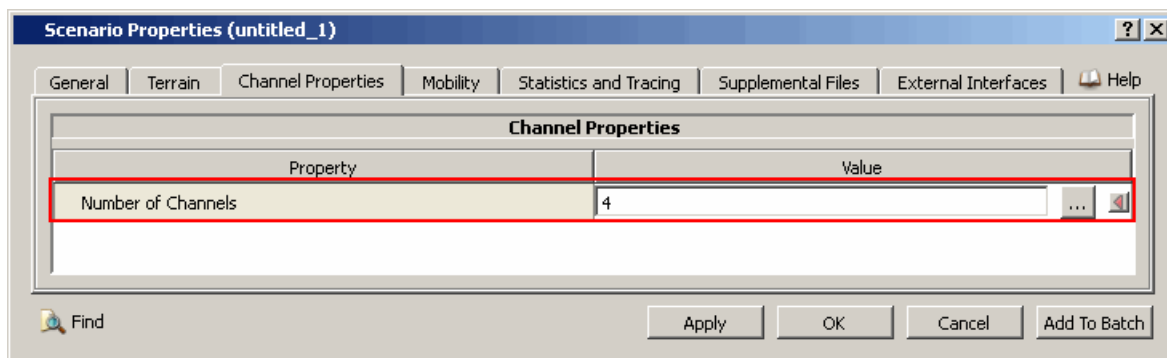 Scenario Properties (untitled_1)
General Terrain Channel Properties Mobility Statistics and Tracing Supplemental Files External Interfaces Help
Channel Properties
Property Value
Number of Channels 4 ...
Find Apply OK Cancel Add To Batch